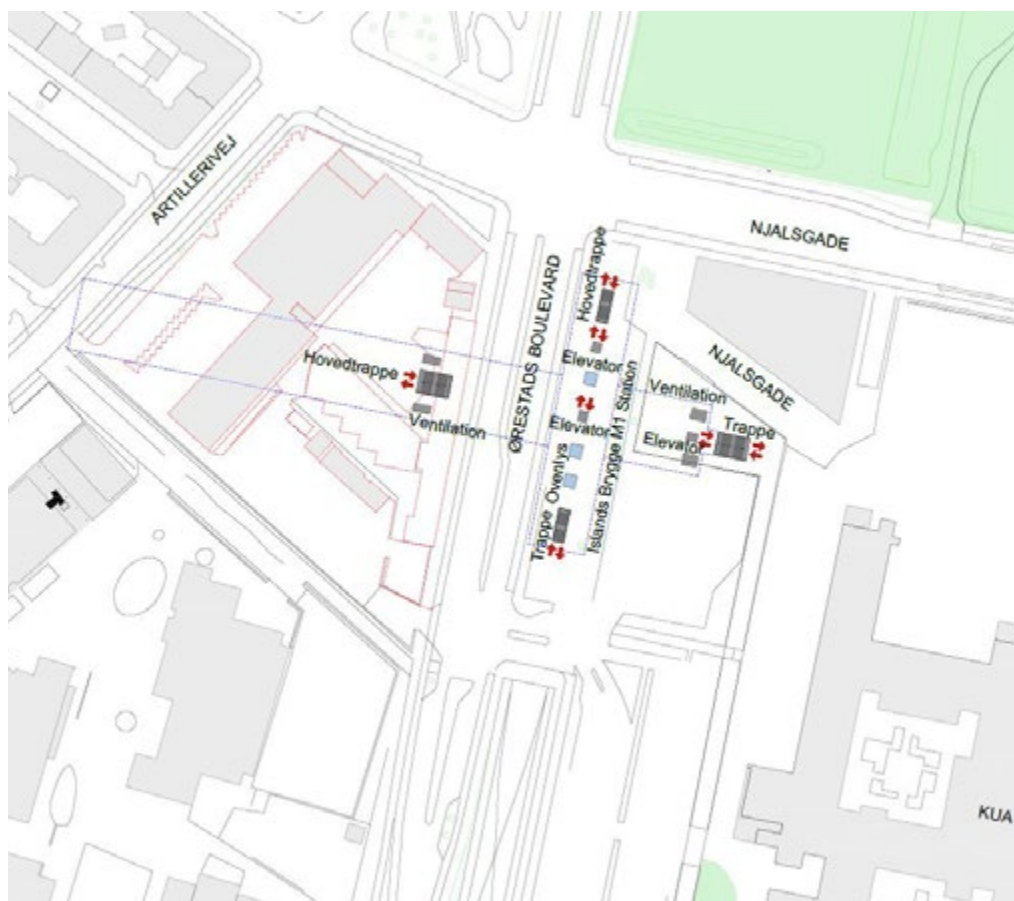 ARTILLERIVEJ
NJALSGADE
Hovedtrappe
ØRESTADS BOULEVARD
Elevator
NJALSGADE
Hovedtrappe
Ventilation
Islands Brygge M1 Station
Ventilation
Elevator
Trappe
Elevator
Ovenlys
Trappe
KUA